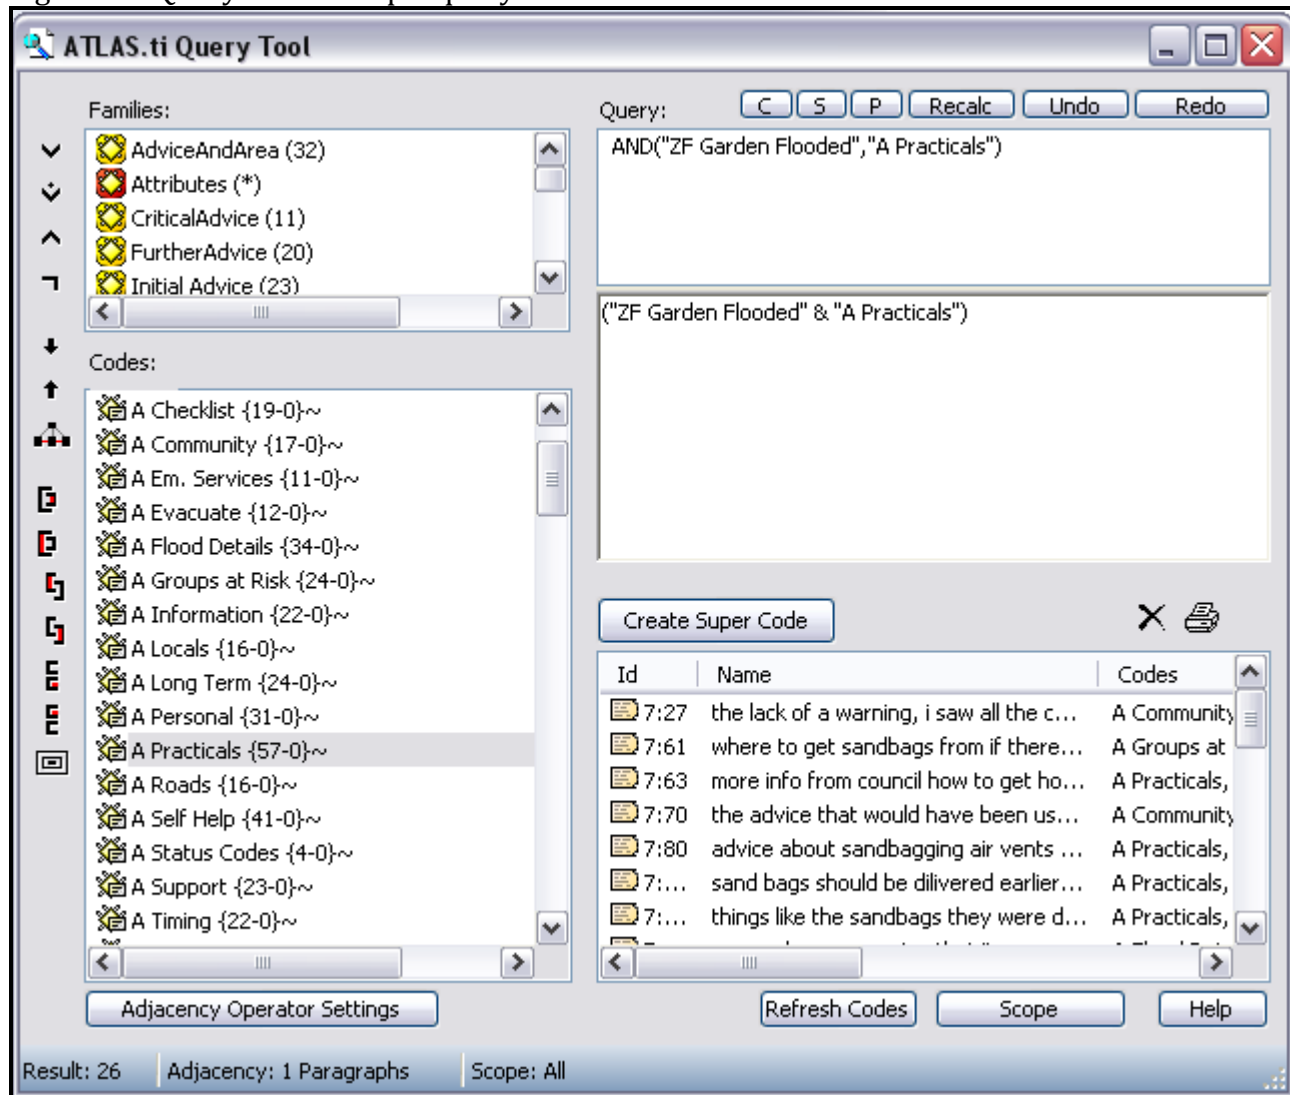 ATLAS.ti Query Tool
Families:
AdviceAndArea (32)
Attributes (*)
CriticalAdvice (11)
FurtherAdvice (20)
Initial Advice (23)
Codes:
A Checklist {19-0}~
A Community {17-0}~
A Em. Services {11-0}~
A Evacuate {12-0}~
A Flood Details {34-0}~
A Groups at Risk {24-0}~
A Information {22-0}~
A Locals {16-0}~
A Long Term {24-0}~
A Personal {31-0}~
A Practicals {57-0}~
A Roads {16-0}~
A Self Help {41-0}~
A Status Codes {4-0}~
A Support {23-0}~
A Timing {22-0}~
Adjacency Operator Settings
Query: C S P Recalc Undo Redo
AND("ZF Garden Flooded","A Practicals")
("ZF Garden Flooded" & "A Practicals")
Create Super Code
Id Name Codes
7:27 the lack of a warning, i saw all the c... A Community
7:61 where to get sandbags from if there... A Groups at
7:63 more info from council how to get ho... A Practicals,
7:70 the advice that would have been us... A Community
7:80 advice about sandbagging air vents ... A Practicals,
7:... sand bags should be dilivered earlier... A Practicals,
7:... things like the sandbags they were d... A Practicals,
Refresh Codes Scope Help
Result: 26 Adjacency: 1 Paragraphs Scope: All